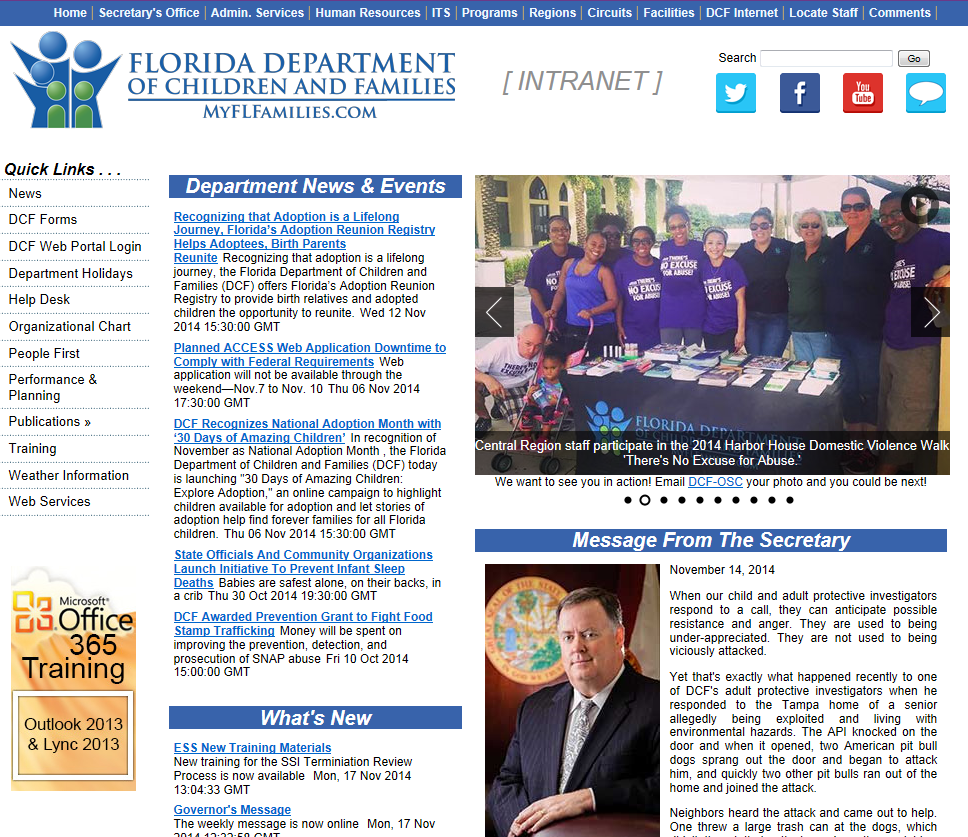 Home | Secretary's Office | Admin. Services | Human Resources | ITS | Programs | Regions | Circuits | Facilities | DCF Internet | Locate Staff | Comments |
FLORIDA DEPARTMENT
OF CHILDREN AND FAMILIES
MYFLFAMILIES.COM
[ INTRANET ]
Search
Go
You
Tube
Quick Links . . .
News
DCF Forms
DCF Web Portal Login
Department Holidays
Help Desk
Organizational Chart
People First
Performance &
Planning
Publications »
Training
Weather Information
Web Services
Microsoft®
Office
365
Training
Outlook 2013
& Lync 2013
Department News & Events
Recognizing that Adoption is a Lifelong
Journey, Florida's Adoption Reunion Registry
Helps Adoptees, Birth Parents
Reunite Recognizing that adoption is a lifelong
journey, the Florida Department of Children and
Families (DCF) offers Florida's Adoption Reunion
Registry to provide birth relatives and adopted
children the opportunity to reunite. Wed 12 Nov
2014 15:30:00 GMT
Planned ACCESS Web Application Downtime to
Comply with Federal Requirements Web
application will not be available through the
weekend—Nov.7 to Nov. 10 Thu 06 Nov 2014
17:30:00 GMT
DCF Recognizes National Adoption Month with
‘30 Days of Amazing Children’ In recognition of
November as National Adoption Month , the Florida
Department of Children and Families (DCF) today
is launching "30 Days of Amazing Children:
Explore Adoption," an online campaign to highlight
children available for adoption and let stories of
adoption help find forever families for all Florida
children. Thu 06 Nov 2014 15:30:00 GMT
State Officials And Community Organizations
Launch Initiative To Prevent Infant Sleep
Deaths Babies are safest alone, on their backs, in
a crib Thu 30 Oct 2014 19:30:00 GMT
DCF Awarded Prevention Grant to Fight Food
Stamp Trafficking Money will be spent on
improving the prevention, detection, and
prosecution of SNAP abuse Fri 10 Oct 2014
15:00:00 GMT
What's New
ESS New Training Materials
New training for the SSI Terminiation Review
Process is now available Mon, 17 Nov 2014
13:04:33 GMT
Governor's Message
The weekly message is now online Mon, 17 Nov
NO EXCUSE
FOR ABUSE!
FLORIDA DEPARTMENT
Central Region staff participate in the 2014 Harbor House Domestic Violence Walk
'There's No Excuse for Abuse.'
We want to see you in action! Email DCF-OSC your photo and you could be next!
Message From The Secretary
November 14, 2014
When our child and adult protective investigators
respond to a call, they can anticipate possible
resistance and anger. They are used to being
under-appreciated. They are not used to being
viciously attacked.
Yet that's exactly what happened recently to one
of DCF's adult protective investigators when he
responded to the Tampa home of a senior
allegedly being exploited and living with
environmental hazards. The API knocked on the
door and when it opened, two American pit bull
dogs sprang out the door and began to attack
him, and quickly two other pit bulls ran out of the
home and joined the attack.
Neighbors heard the attack and came out to help.
One threw a large trash can at the dogs, which